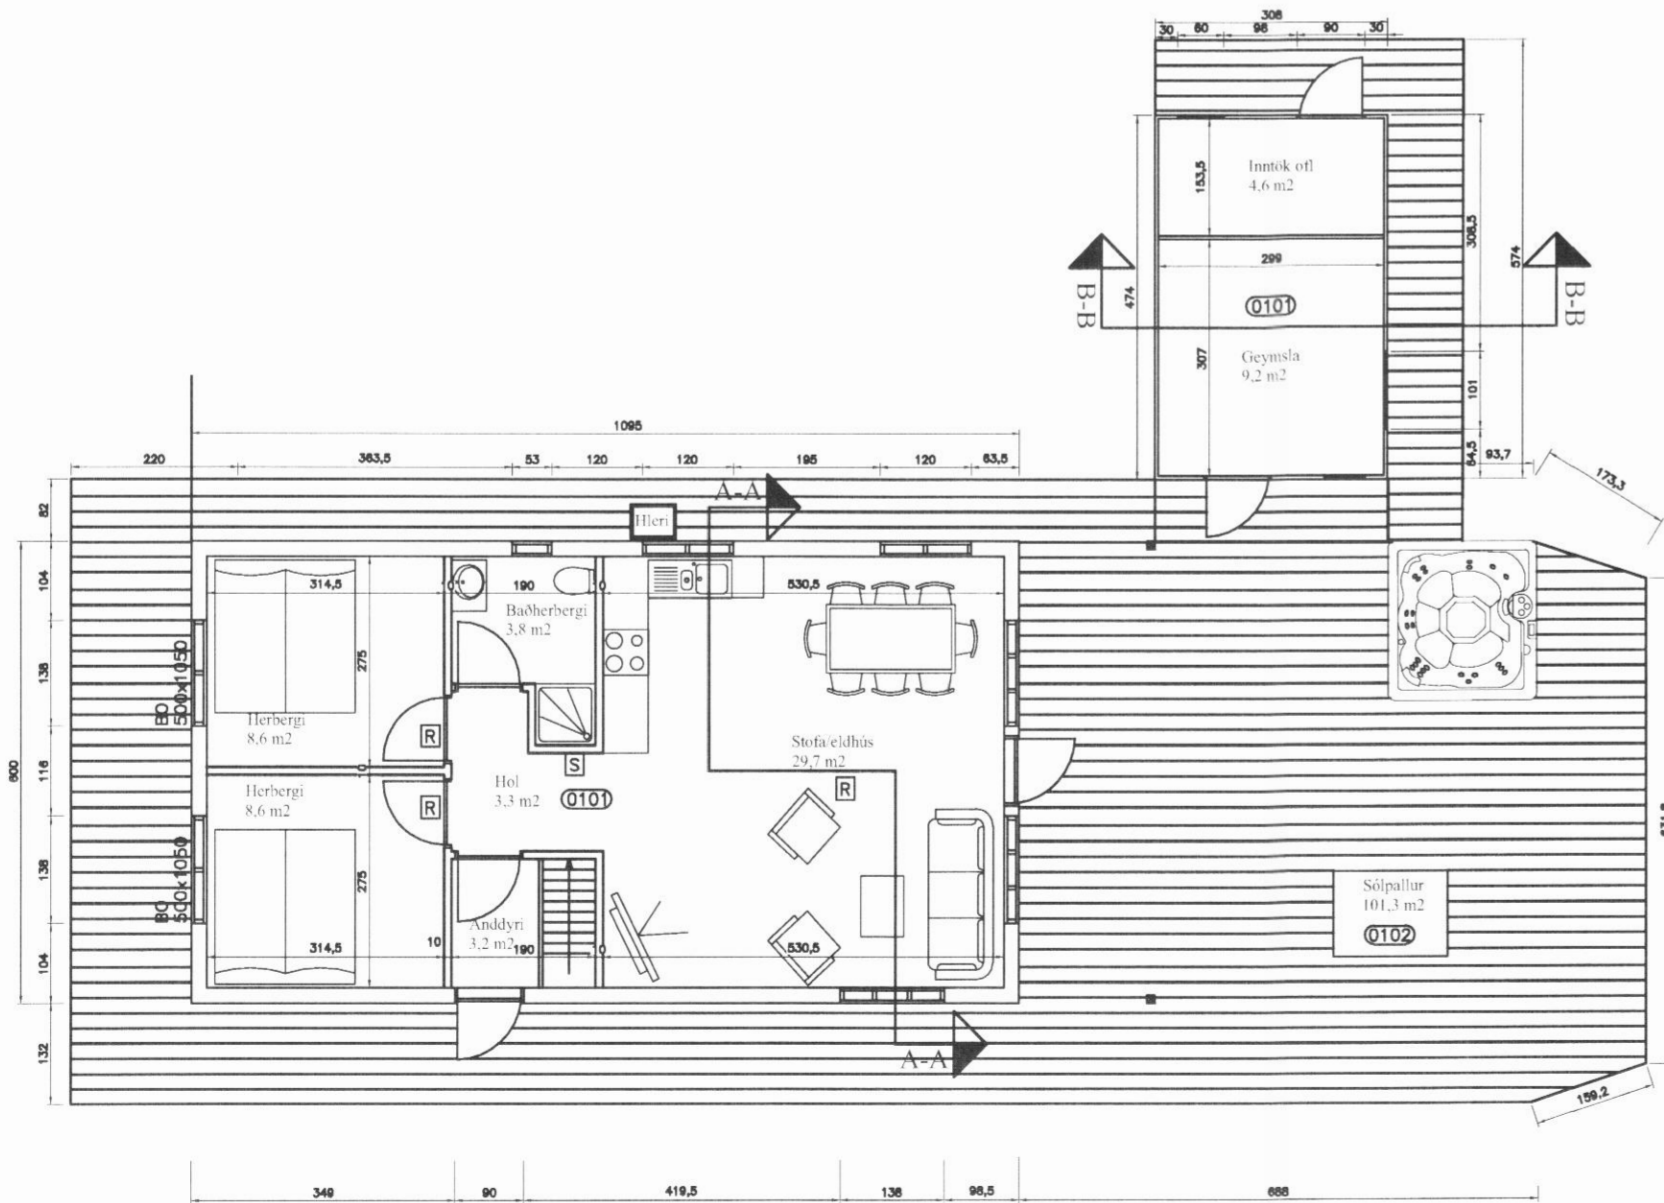 308
30 60 98 90 30
Inntök ofl
4,6 m2
153,5
308,5
574
299
474
B-B
B-B
0101
307
Geymsla
9,2 m2
101
64,5
93,7
173,3
1095
220 363,5 53 120 120 195 120 63,5
A-A
Hleri
82
104
138
116
138
104
132
600
314,5
190
10
530,5
Baðherbergi
3,8 m2
275
BO
500x1050
Herbergi
8,6 m2
R
10
S
Stofa/eldhús
29,7 m2
Hol
3,3 m2
0101
Herbergi
8,6 m2
R
R
BO
500x1050
275
Sólpallur
101,3 m2
0102
Anddyri
3,2 m2
314,5
10
190
10
530,5
A-A
159,2
349 90 419,5 138 98,5 688